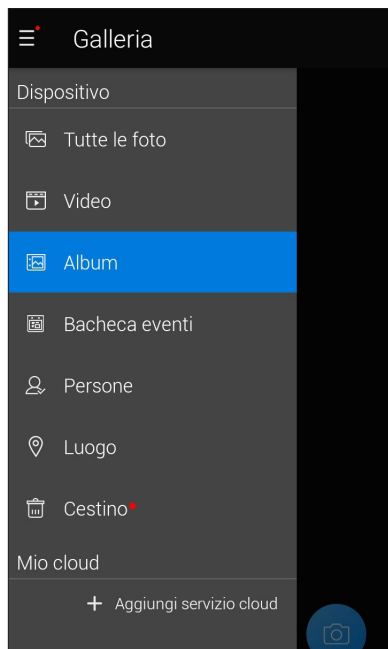 Galleria
Dispositivo
Tutte le foto
Video
Album
Bacheca eventi
Persone
Luogo
Cestino
Mio cloud
+ Aggiungi servizio cloud